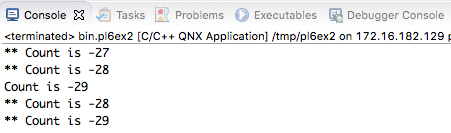 Console Tasks Problems Executables Debugger Console
<terminated> bin.pl6ex2 [C/C++ QNX Application] /tmp/pl6ex2 on 172.16.182.129 p
** Count is -27
** Count is -28
Count is -29
** Count is -28
** Count is -29